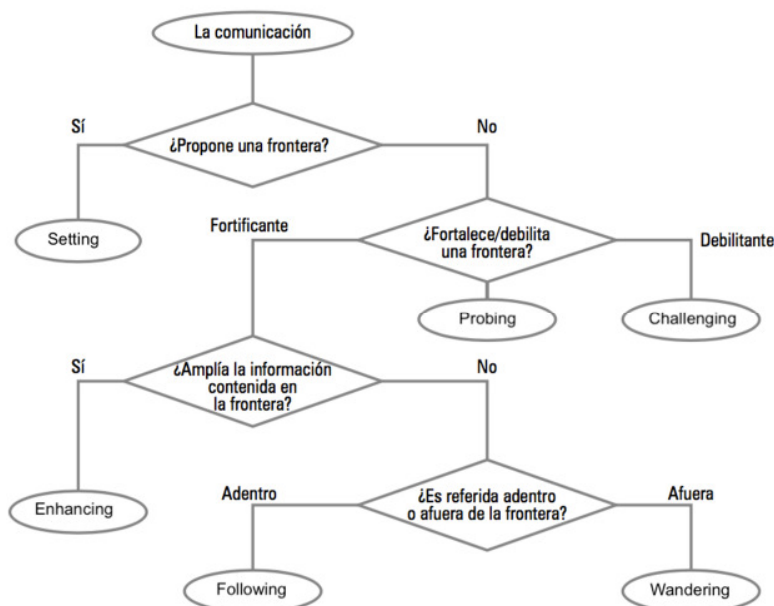 La comunicación
Sí
No
¿Propone una frontera?
Setting
Fortificante
¿Fortalece/debilita
una frontera?
Debilitante
Probing
Challenging
Sí
¿Amplía la información
contenida en
la frontera?
No
Enhancing
Adentro
¿Es referida adentro
o afuera de la frontera?
Afuera
Following
Wandering